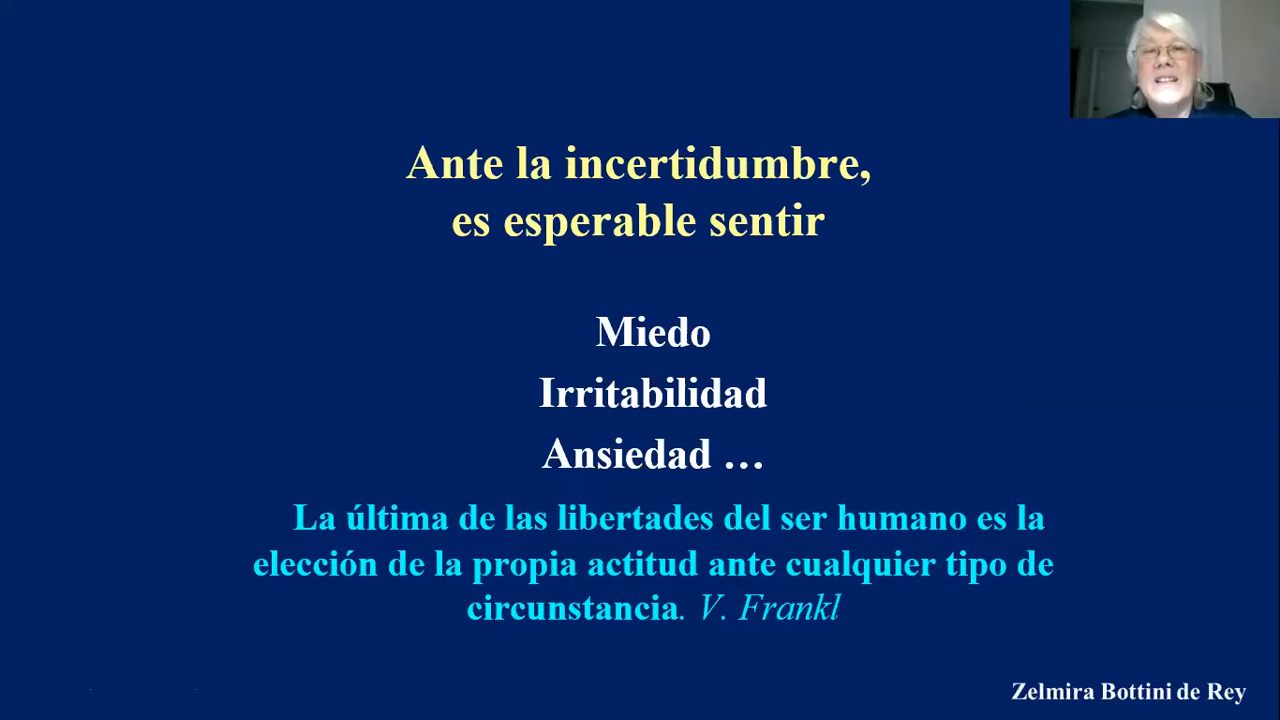 Ante la incertidumbre,
es esperable sentir
Miedo
Irritabilidad
Ansiedad …
La última de las libertades del ser humano es la
elección de la propia actitud ante cualquier tipo de
circunstancia. V. Frankl
Zelmira Bottini de Rey